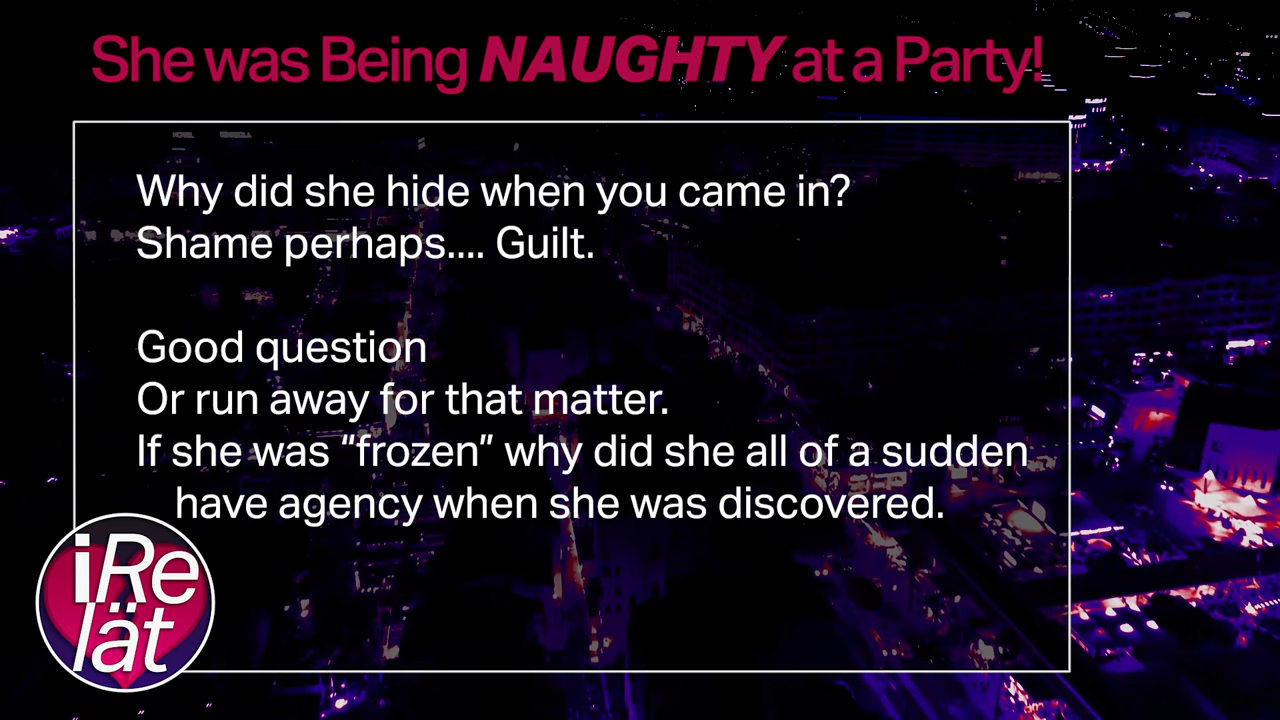 She was Being NAUGHTY at a Party!
Why did she hide when you came in?
Shame perhaps.... Guilt.
Good question
Or run away for that matter.
If she was “frozen” why did she all of a sudden
have agency when she was discovered.
iRe
lät